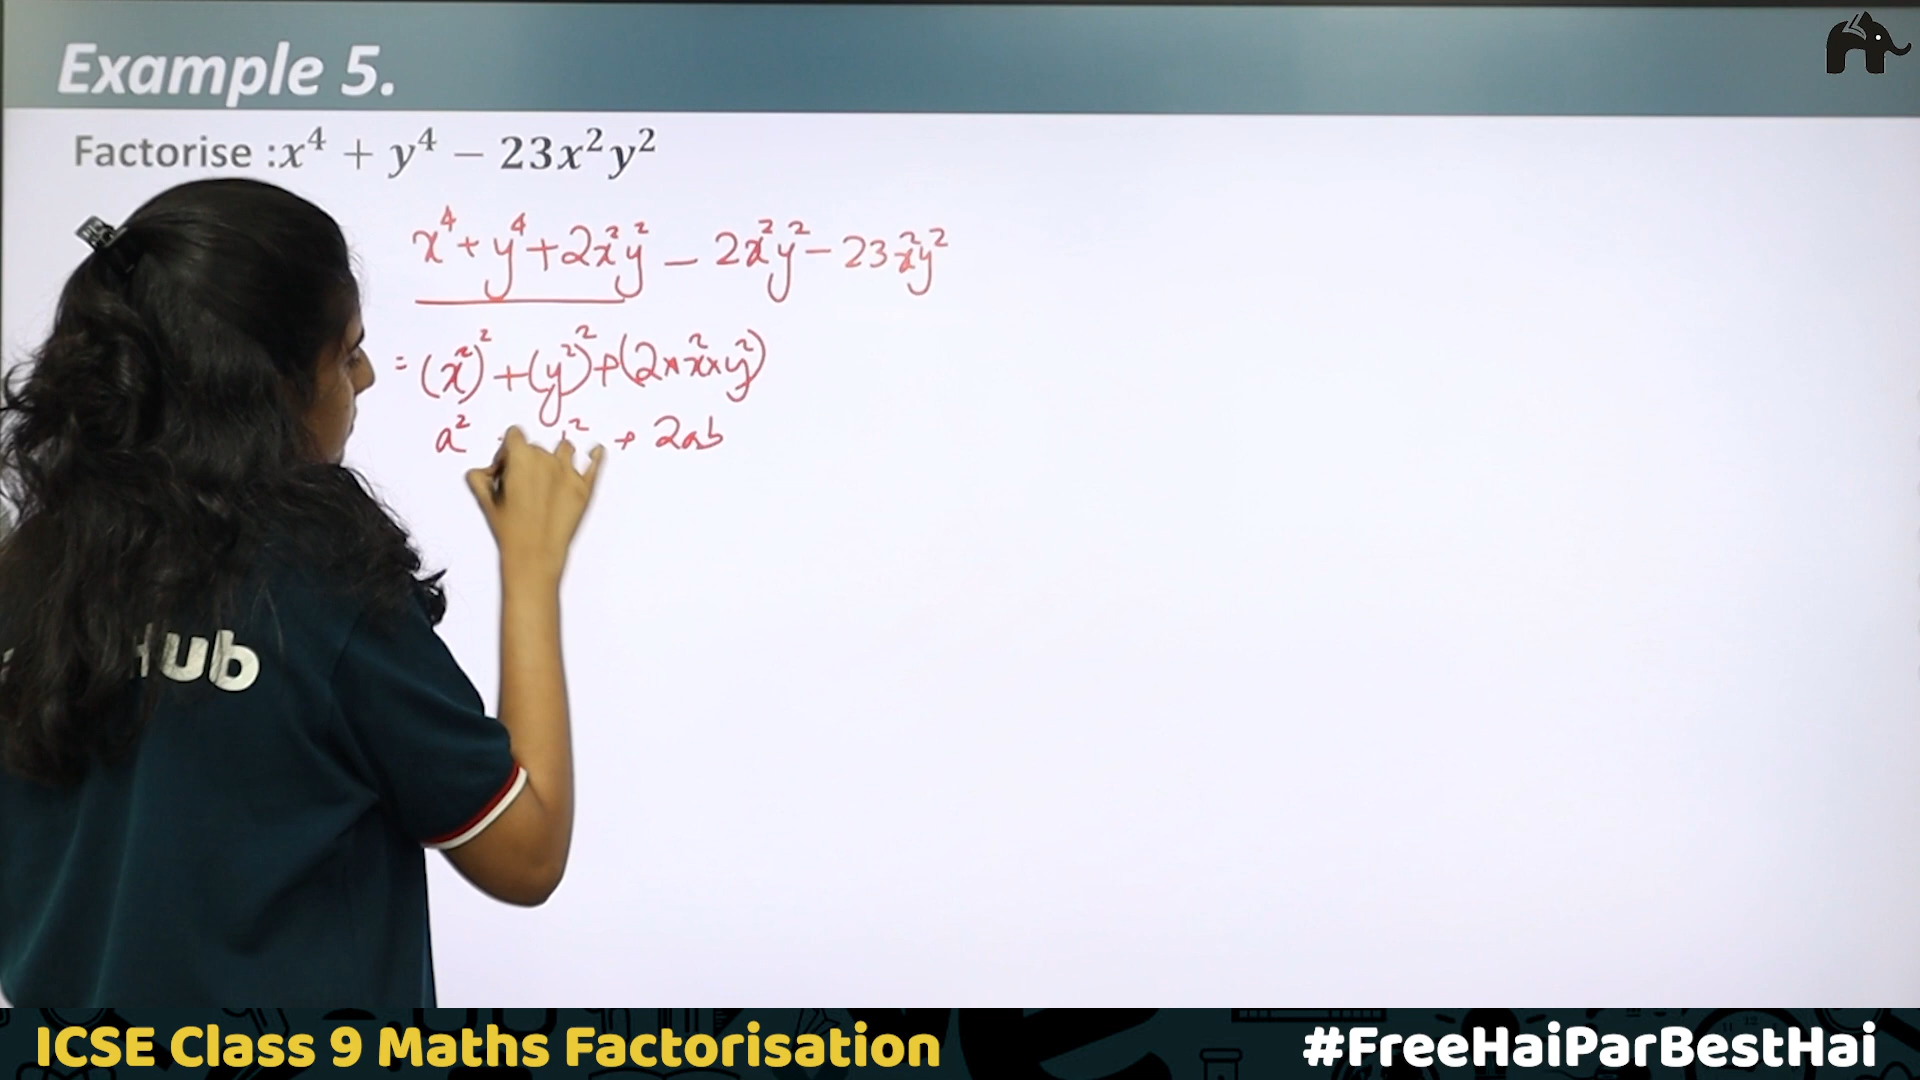 Example 5.
Factorise :x⁴ + y⁴ − 23x²y²
x⁴ + y⁴ + 2x²y² − 2x²y² − 23x²y²
= (x²)² + (y²)² + (2 × x² × y²)
a² + b² + 2ab
Hub
ICSE Class 9 Maths Factorisation
#FreeHaiParBestHai